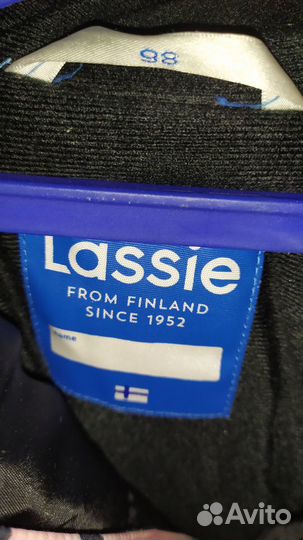 98
Lassie
FROM FINLAND
SINCE 1952
name
Avito